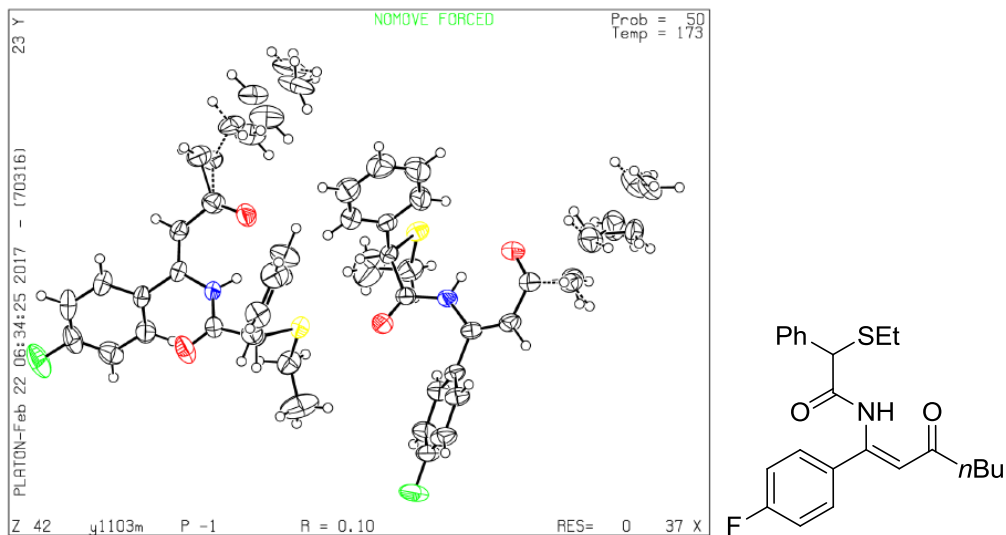 NOMOVE FORCED
Prob = 50
Temp = 173
23 Y
PLATON-Feb 22 06:34:25 2017 - (70316)
Z 42 y1103m P -1 R = 0.10 RES= 0 37 X
Ph SEt
O NH O
nBu
F